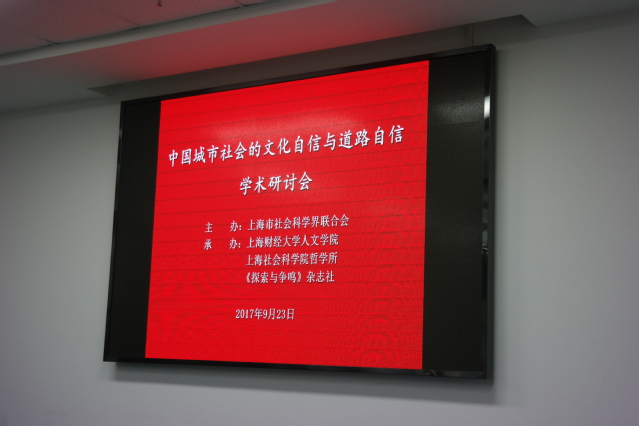 中国城市社会的文化自信与道路自信
学术研讨会
主 办：上海市社会科学界联合会
承 办：上海财经大学人文学院
上海社会科学院哲学所
《探索与争鸣》杂志社
2017年9月23日